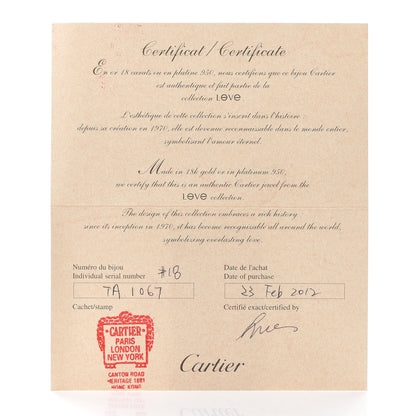 Certificat / Certificate
En or 18 carats ou en platine 950, nous certifions que ce bijou Cartier
est authentique et fait partie de la
collection LOVE
L'esthétique de cette collection s'inscrit dans l'histoire :
depuis sa création en 1970, elle est devenue reconnaissable dans le monde entier,
symbolisant l'amour éternel.
Made in 18k gold or in platinum 950,
we certify that this is an authentic Cartier jewel from the
LOVE collection.
The design of this collection embraces a rich history
since its inception in 1970, it has become recognisable all around the world,
symbolizing everlasting love.
Numéro du bijou
Individual serial number #18
7A 1067
Date de l'achat
Date of purchase
23 Feb 2012
Cachet/stamp
Certifié exact/certified by
CARTIER
PARIS
LONDON
NEW YORK
CANTON ROAD
HERITAGE 1881
HONG KONG
Cartier